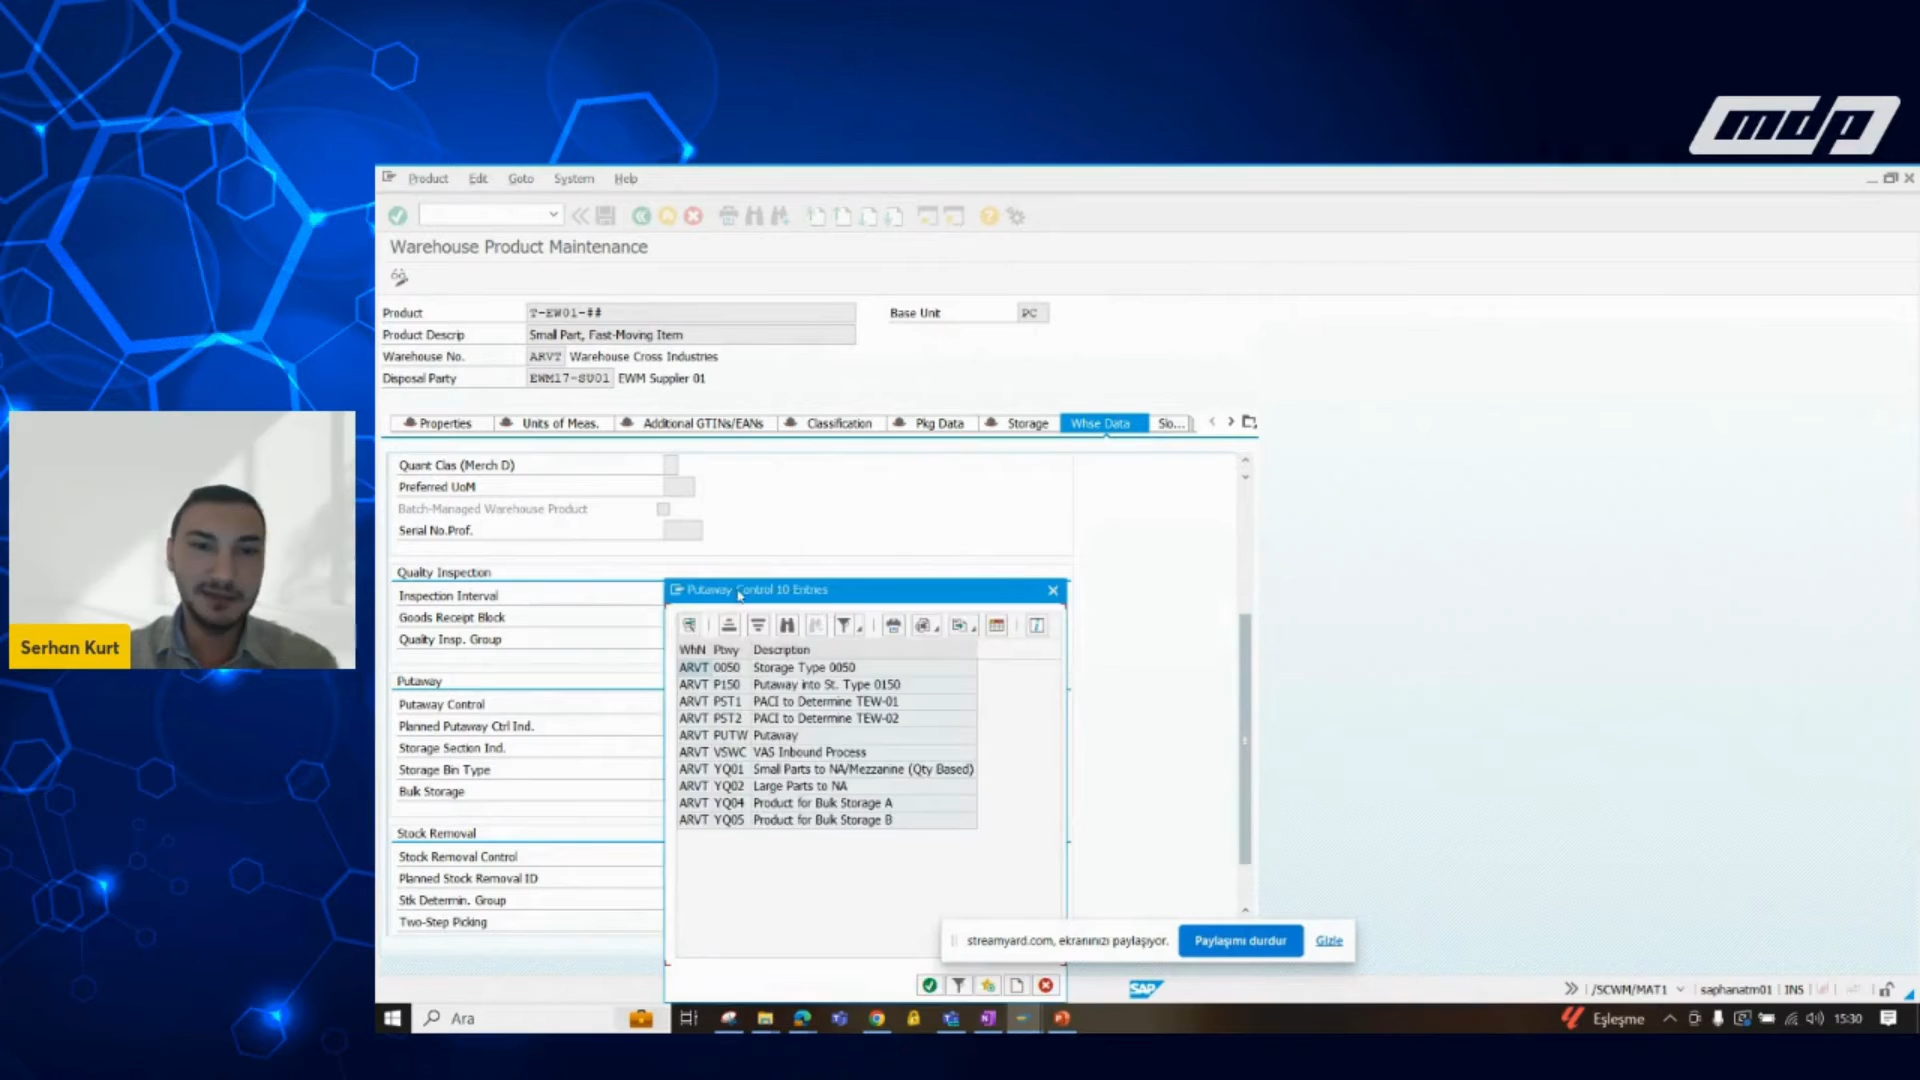 mdp
Product Edit Goto System Help
Warehouse Product Maintenance
Product T-EW01-## Base Unit PC
Product Descrip Small Part, Fast-Moving Item
Warehouse No. ARVT Warehouse Cross Industries
Disposal Party EWM17-SU01 EWM Supplier 01
Properties Units of Meas. Additional GTINs/EANs Classification Pkg Data Storage Whse Data Slo...
Quant Clas (Merch D)
Preferred UoM
Batch-Managed Warehouse Product
Serial No.Prof.
Quality Inspection
Inspection Interval
Goods Receipt Block
Quality Insp. Group
Putaway
Putaway Control
Planned Putaway Ctrl Ind.
Storage Section Ind.
Storage Bin Type
Bulk Storage
Stock Removal
Stock Removal Control
Planned Stock Removal ID
Stk Determin. Group
Two-Step Picking
Putaway Control 10 Entries
WhN Ptwy Description
ARVT 0050 Storage Type 0050
ARVT P150 Putaway into St. Type 0150
ARVT PST1 PACI to Determine TEW-01
ARVT PST2 PACI to Determine TEW-02
ARVT PUTW Putaway
ARVT VSWC VAS Inbound Process
ARVT YQ01 Small Parts to NA/Mezzanine (Qty Based)
ARVT YQ02 Large Parts to NA
ARVT YQ04 Product for Bulk Storage A
ARVT YQ05 Product for Bulk Storage B
Serhan Kurt
streamyard.com, ekranınızı paylaşıyor. Paylaşımı durdur Gizle
SAP
/SCWM/MAT1 saphanatm01 INS
Ara
Eşleşme 15:30